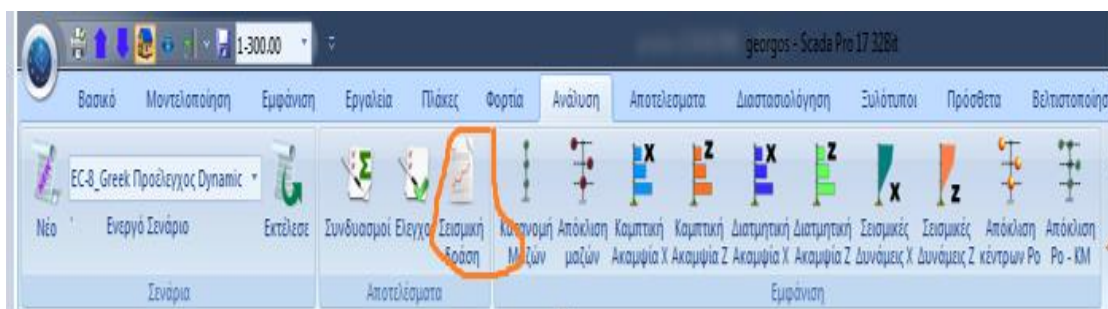 1-300.00
georgos - Scada Pro 17 32Bit
Βασικό Μοντελοποίηση Εμφάνιση Εργαλεία Πλάκες Φορτία Ανάλυση Αποτελεσματα Διαστασιολόγηση Ξυλότυποι Πρόσθετα Βελτιστοποίησ
Νέο
EC-8_Greek Προέλεγχος Dynamic
Ενεργό Σενάριο
Εκτέλεσε
Συνδυασμοί
Ελεγχοι
Σεισμική
δράση
Κατανομή
Μαζών
Απόκλιση
μαζών
Καμπτική
Ακαμψία Χ
Καμπτική
Ακαμψία Ζ
Διατμητική
Ακαμψία Χ
Διατμητική
Ακαμψία Ζ
Σεισμικές
Δυνάμεις Χ
Σεισμικές
Δυνάμεις Ζ
Απόκλιση
κέντρων Ρο
Απόκλιση
Ρο - ΚΜ
X
Z
X
Z
X
Z
Σενάρια
Αποτελέσματα
Εμφάνιση